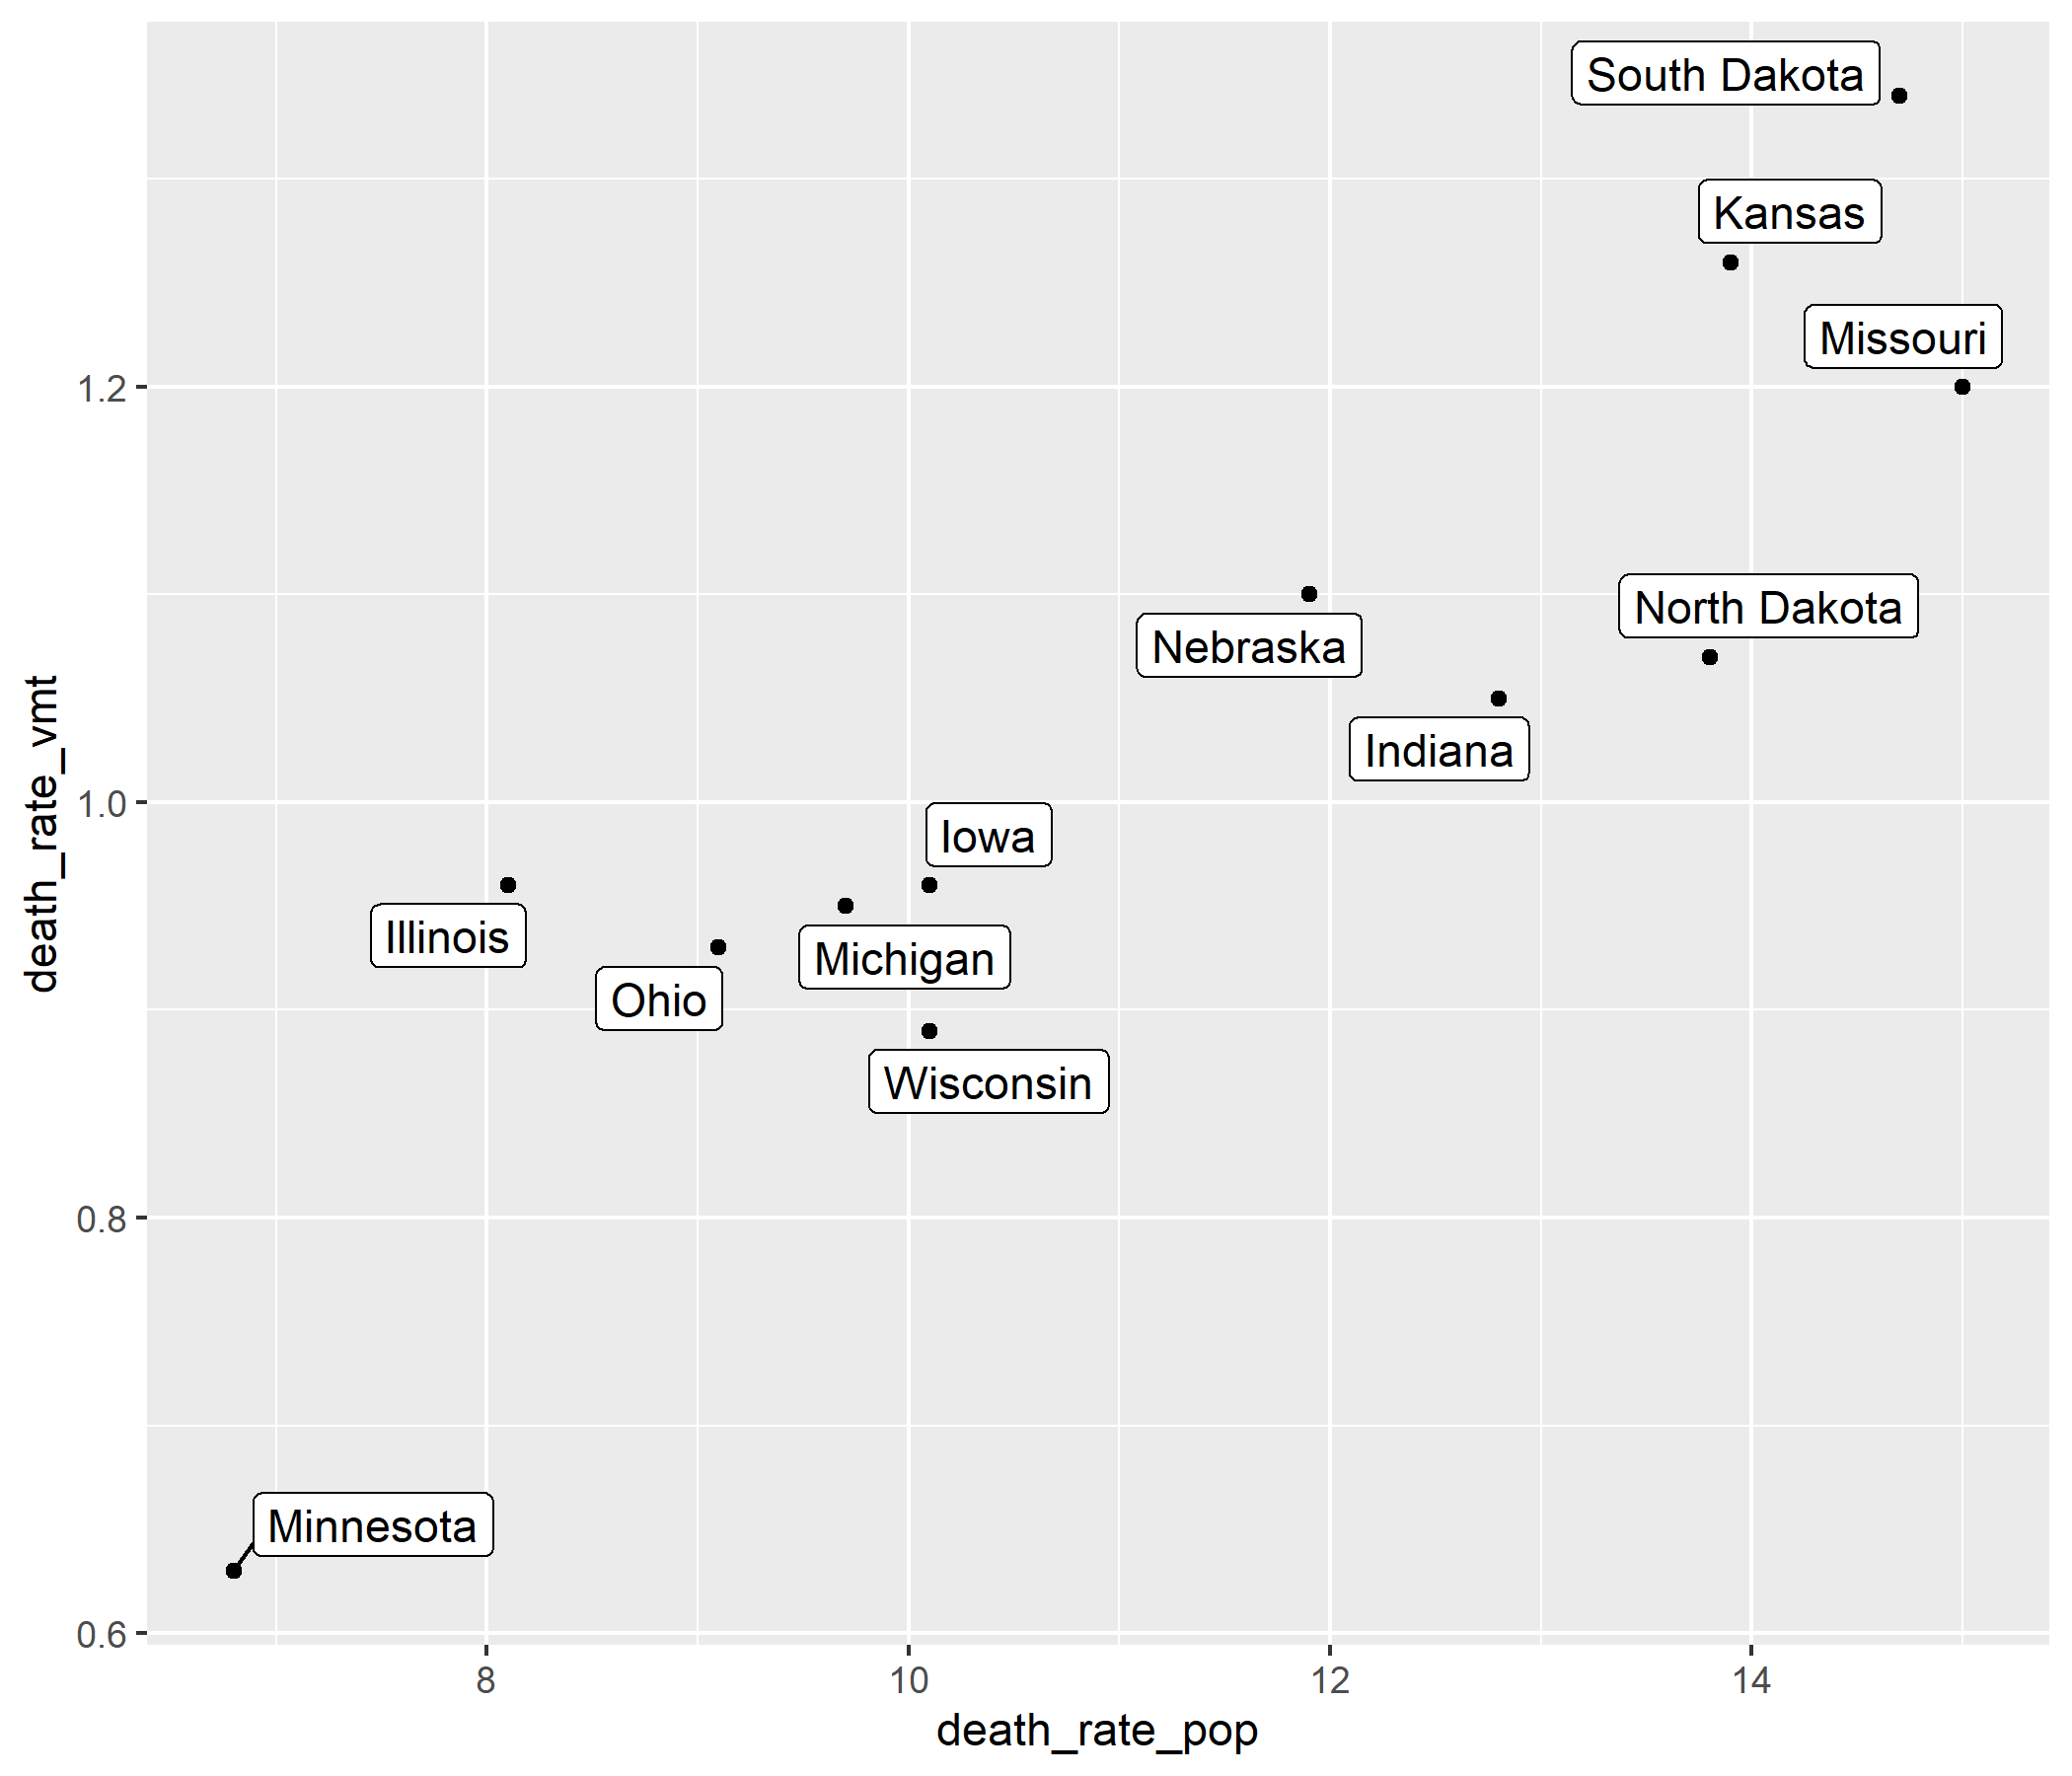 South Dakota
Kansas
Missouri
1.2
North Dakota
Nebraska
Indiana
death_rate_vmt
1.0
Iowa
Illinois
Michigan
Ohio
Wisconsin
0.8
Minnesota
0.6
8
10
12
14
death_rate_pop